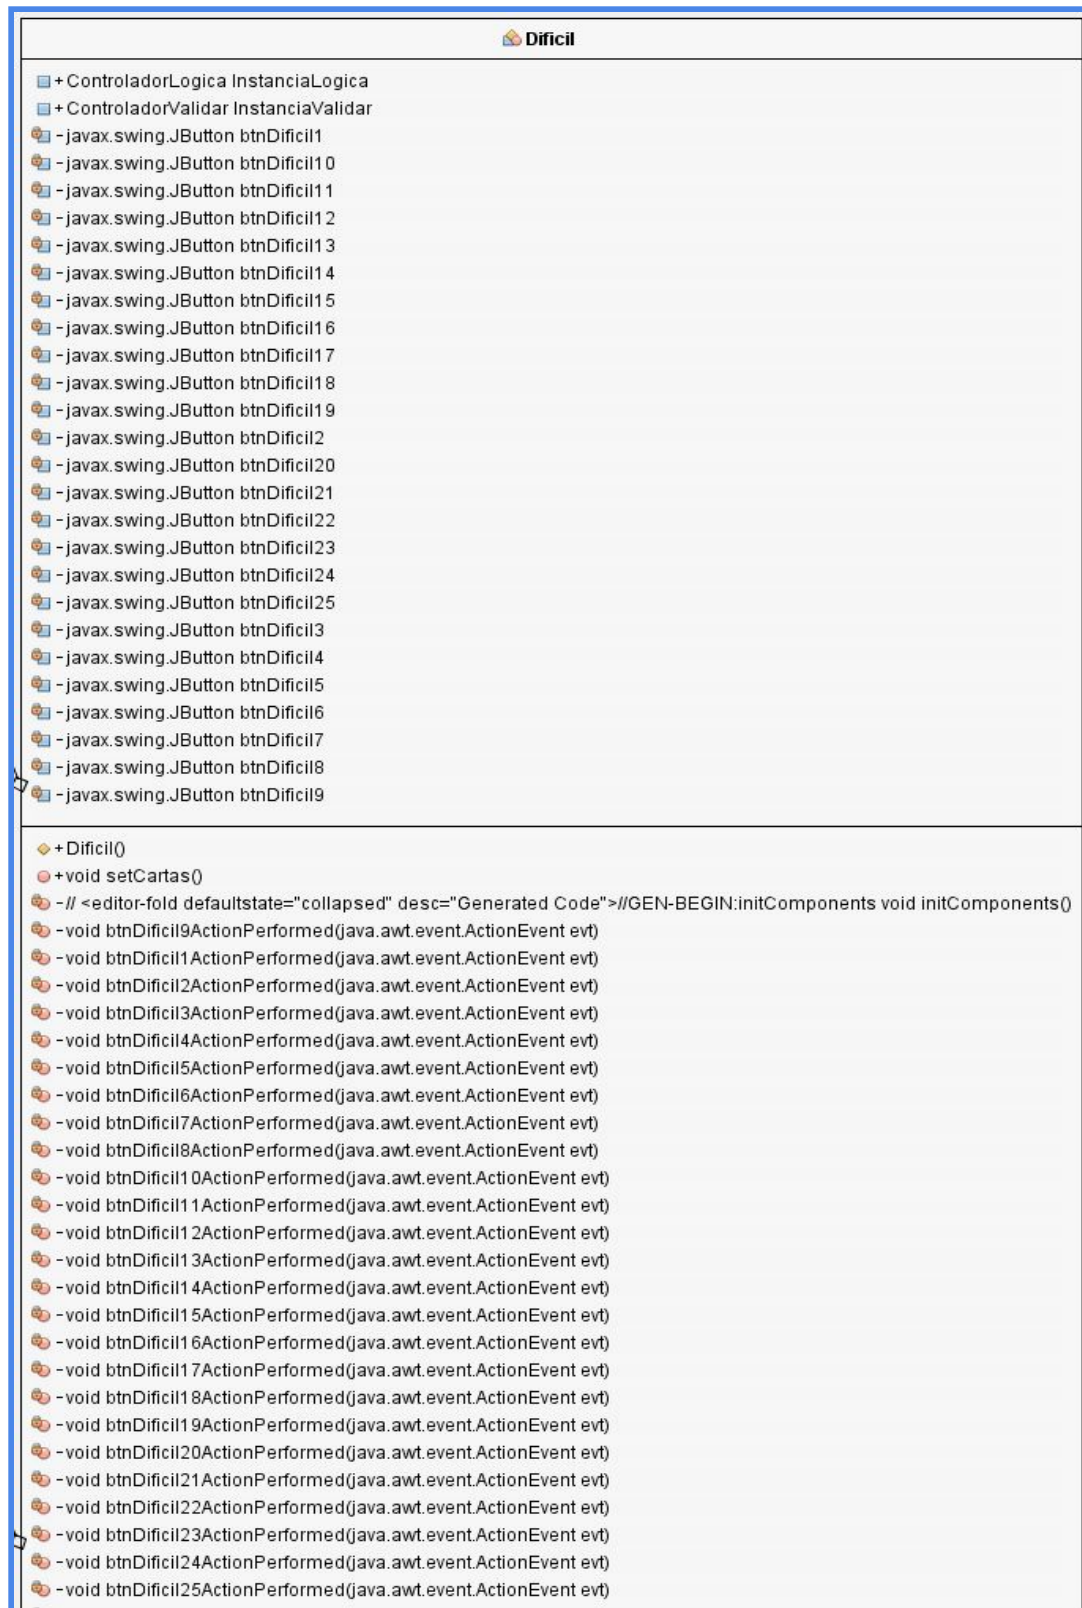 Dificil
+ControladorLogica InstanciaLogica
+ControladorValidar InstanciaValidar
-javax.swing.JButton btnDificil1
-javax.swing.JButton btnDificil10
-javax.swing.JButton btnDificil11
-javax.swing.JButton btnDificil12
-javax.swing.JButton btnDificil13
-javax.swing.JButton btnDificil14
-javax.swing.JButton btnDificil15
-javax.swing.JButton btnDificil16
-javax.swing.JButton btnDificil17
-javax.swing.JButton btnDificil18
-javax.swing.JButton btnDificil19
-javax.swing.JButton btnDificil2
-javax.swing.JButton btnDificil20
-javax.swing.JButton btnDificil21
-javax.swing.JButton btnDificil22
-javax.swing.JButton btnDificil23
-javax.swing.JButton btnDificil24
-javax.swing.JButton btnDificil25
-javax.swing.JButton btnDificil3
-javax.swing.JButton btnDificil4
-javax.swing.JButton btnDificil5
-javax.swing.JButton btnDificil6
-javax.swing.JButton btnDificil7
-javax.swing.JButton btnDificil8
-javax.swing.JButton btnDificil9
+Dificil()
+void setCartas()
-// <editor-fold defaultstate="collapsed" desc="Generated Code">//GEN-BEGIN:initComponents void initComponents()
-void btnDificil9ActionPerformed(java.awt.event.ActionEvent evt)
-void btnDificil1ActionPerformed(java.awt.event.ActionEvent evt)
-void btnDificil2ActionPerformed(java.awt.event.ActionEvent evt)
-void btnDificil3ActionPerformed(java.awt.event.ActionEvent evt)
-void btnDificil4ActionPerformed(java.awt.event.ActionEvent evt)
-void btnDificil5ActionPerformed(java.awt.event.ActionEvent evt)
-void btnDificil6ActionPerformed(java.awt.event.ActionEvent evt)
-void btnDificil7ActionPerformed(java.awt.event.ActionEvent evt)
-void btnDificil8ActionPerformed(java.awt.event.ActionEvent evt)
-void btnDificil10ActionPerformed(java.awt.event.ActionEvent evt)
-void btnDificil11ActionPerformed(java.awt.event.ActionEvent evt)
-void btnDificil12ActionPerformed(java.awt.event.ActionEvent evt)
-void btnDificil13ActionPerformed(java.awt.event.ActionEvent evt)
-void btnDificil14ActionPerformed(java.awt.event.ActionEvent evt)
-void btnDificil15ActionPerformed(java.awt.event.ActionEvent evt)
-void btnDificil16ActionPerformed(java.awt.event.ActionEvent evt)
-void btnDificil17ActionPerformed(java.awt.event.ActionEvent evt)
-void btnDificil18ActionPerformed(java.awt.event.ActionEvent evt)
-void btnDificil19ActionPerformed(java.awt.event.ActionEvent evt)
-void btnDificil20ActionPerformed(java.awt.event.ActionEvent evt)
-void btnDificil21ActionPerformed(java.awt.event.ActionEvent evt)
-void btnDificil22ActionPerformed(java.awt.event.ActionEvent evt)
-void btnDificil23ActionPerformed(java.awt.event.ActionEvent evt)
-void btnDificil24ActionPerformed(java.awt.event.ActionEvent evt)
-void btnDificil25ActionPerformed(java.awt.event.ActionEvent evt)